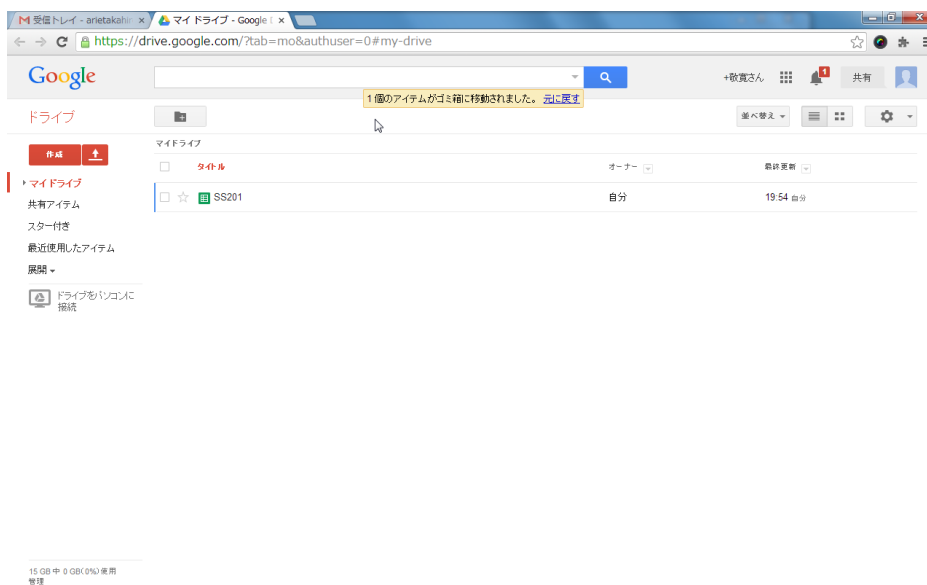 受信トレイ - arietakahir
マイ ドライブ - Google D
https://drive.google.com/?tab=mo&authuser=0#my-drive
Google
+敬寛さん
1
共有
1 個のアイテムがゴミ箱に移動されました。 元に戻す
ドライブ
並べ替え
作成
マイドライブ
タイトル
オーナー
最終更新
マイドライブ
SS201
自分
19:54 自分
共有アイテム
スター付き
最近使用したアイテム
展開
ドライブをパソコンに
接続
15 GB 中 0 GB(0%)使用
管理